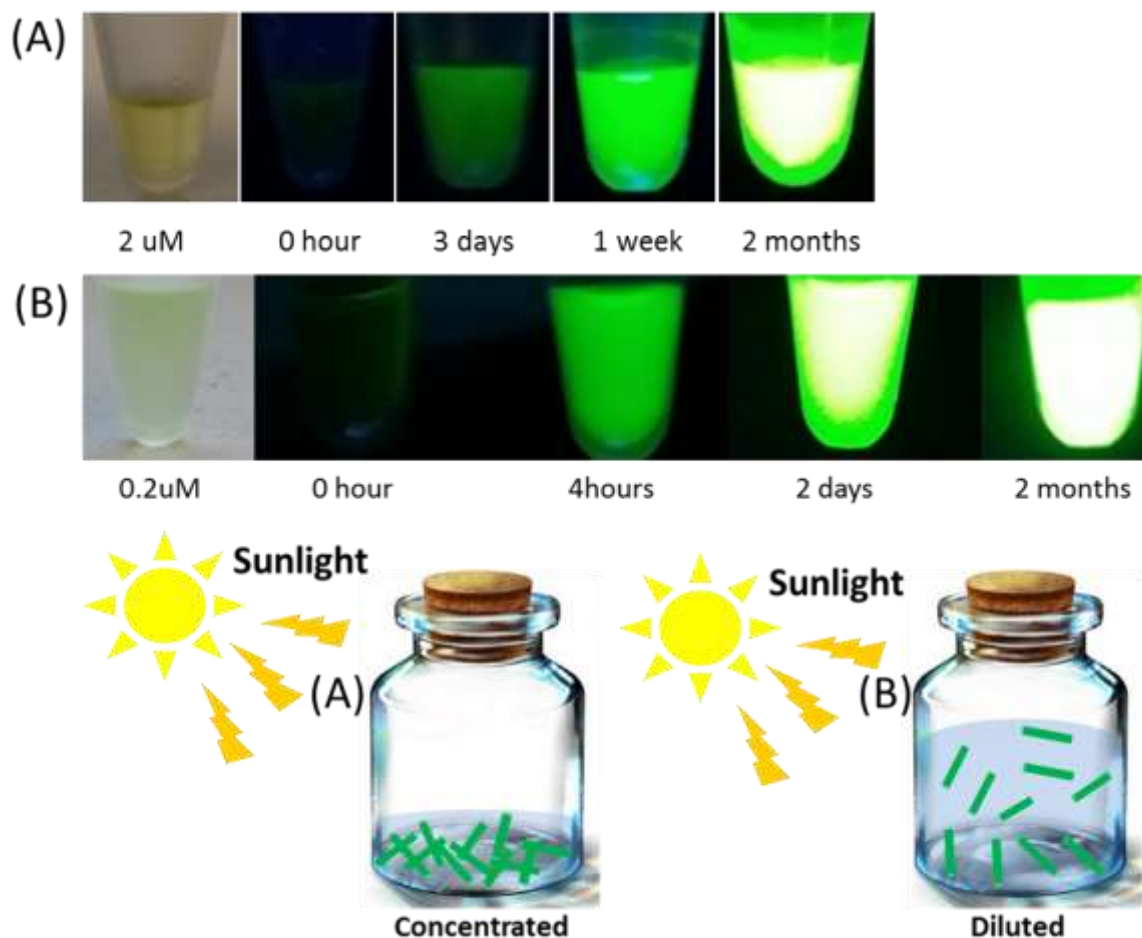 (A)
2 uM 0 hour 3 days 1 week 2 months
(B)
0.2uM 0 hour 4hours 2 days 2 months
Sunlight Sunlight
(A) (B)
Concentrated Diluted